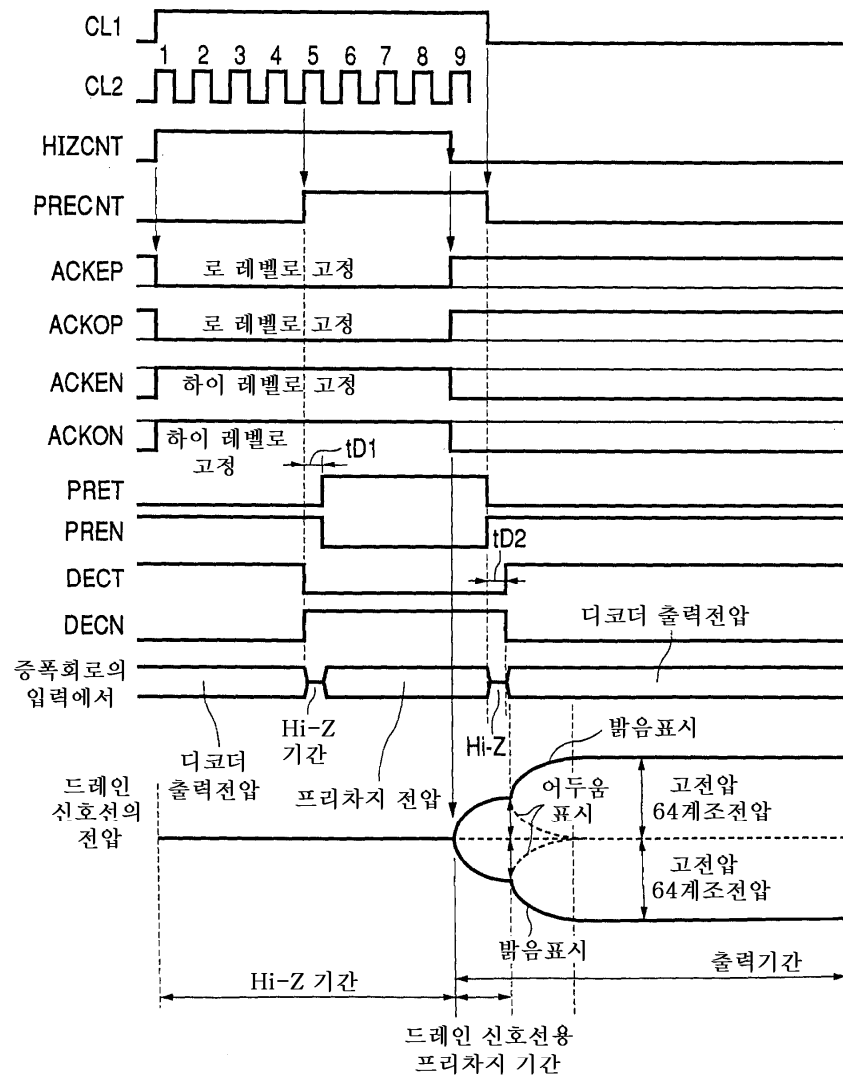 CL1
1 2 3 4 5 6 7 8 9
CL2
HIZCNT
PRECNT
ACKEP
로 레벨로 고정
ACKOP
로 레벨로 고정
ACKEN
하이 레벨로 고정
ACKON
하이 레벨로
고정
tD1
PRET
PREN
tD2
DECT
DECN
디코더 출력전압
증폭회로의
입력에서
Hi-Z
기간
Hi-Z
디코더
출력전압
프리차지 전압
밝음표시
드레인
신호선의
전압
어두움
표시
고전압
64계조전압
고전압
64계조전압
밝음표시
출력기간
Hi-Z 기간
드레인 신호선용
프리차지 기간